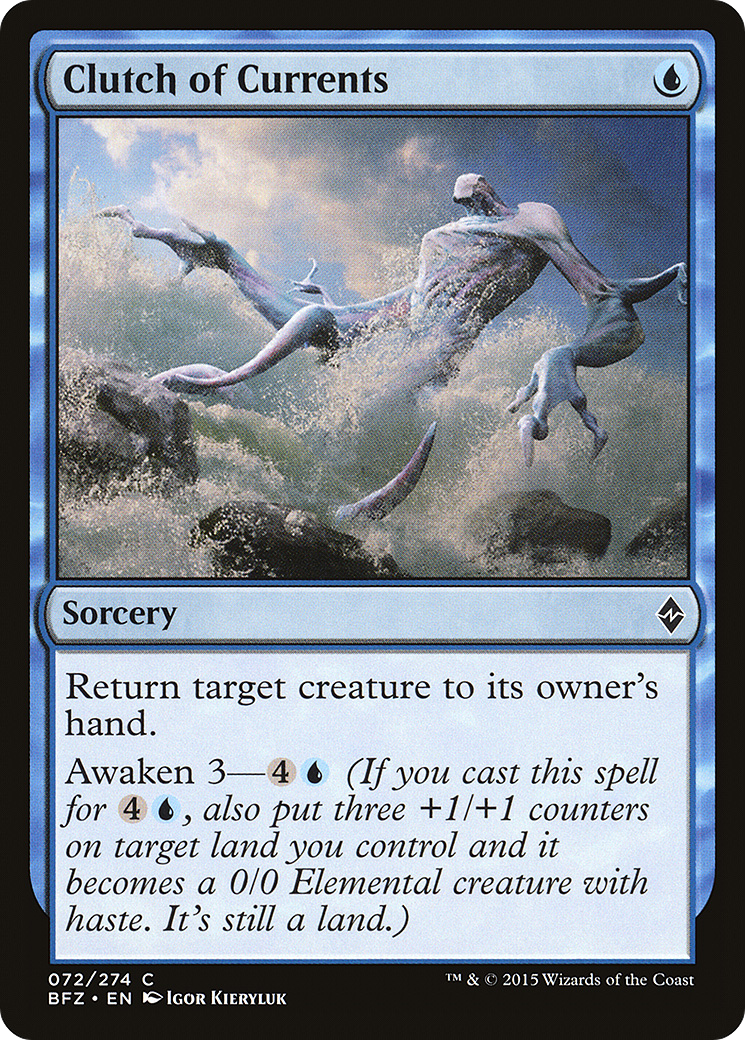 Clutch of Currents
Sorcery
Return target creature to its owner's
hand.
Awaken 3—4 (If you cast this spell
for 4 , also put three +1/+1 counters
on target land you control and it
becomes a 0/0 Elemental creature with
haste. It's still a land.)
072/274 C
™ & © 2015 Wizards of the Coast
BFZ • EN Igor Kieryluk